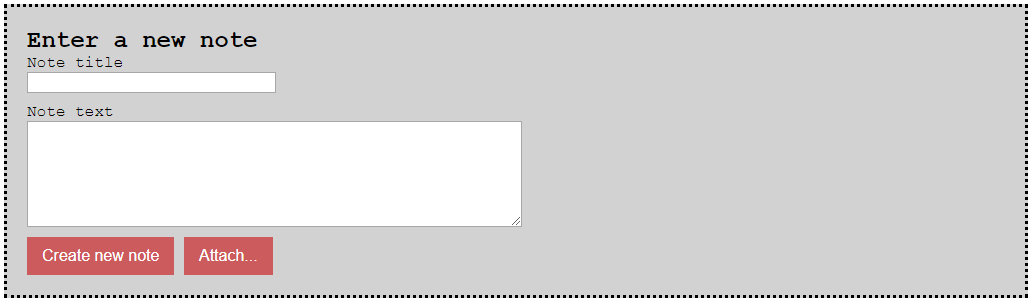 Enter a new note
Note title
Note text
Create new note Attach...